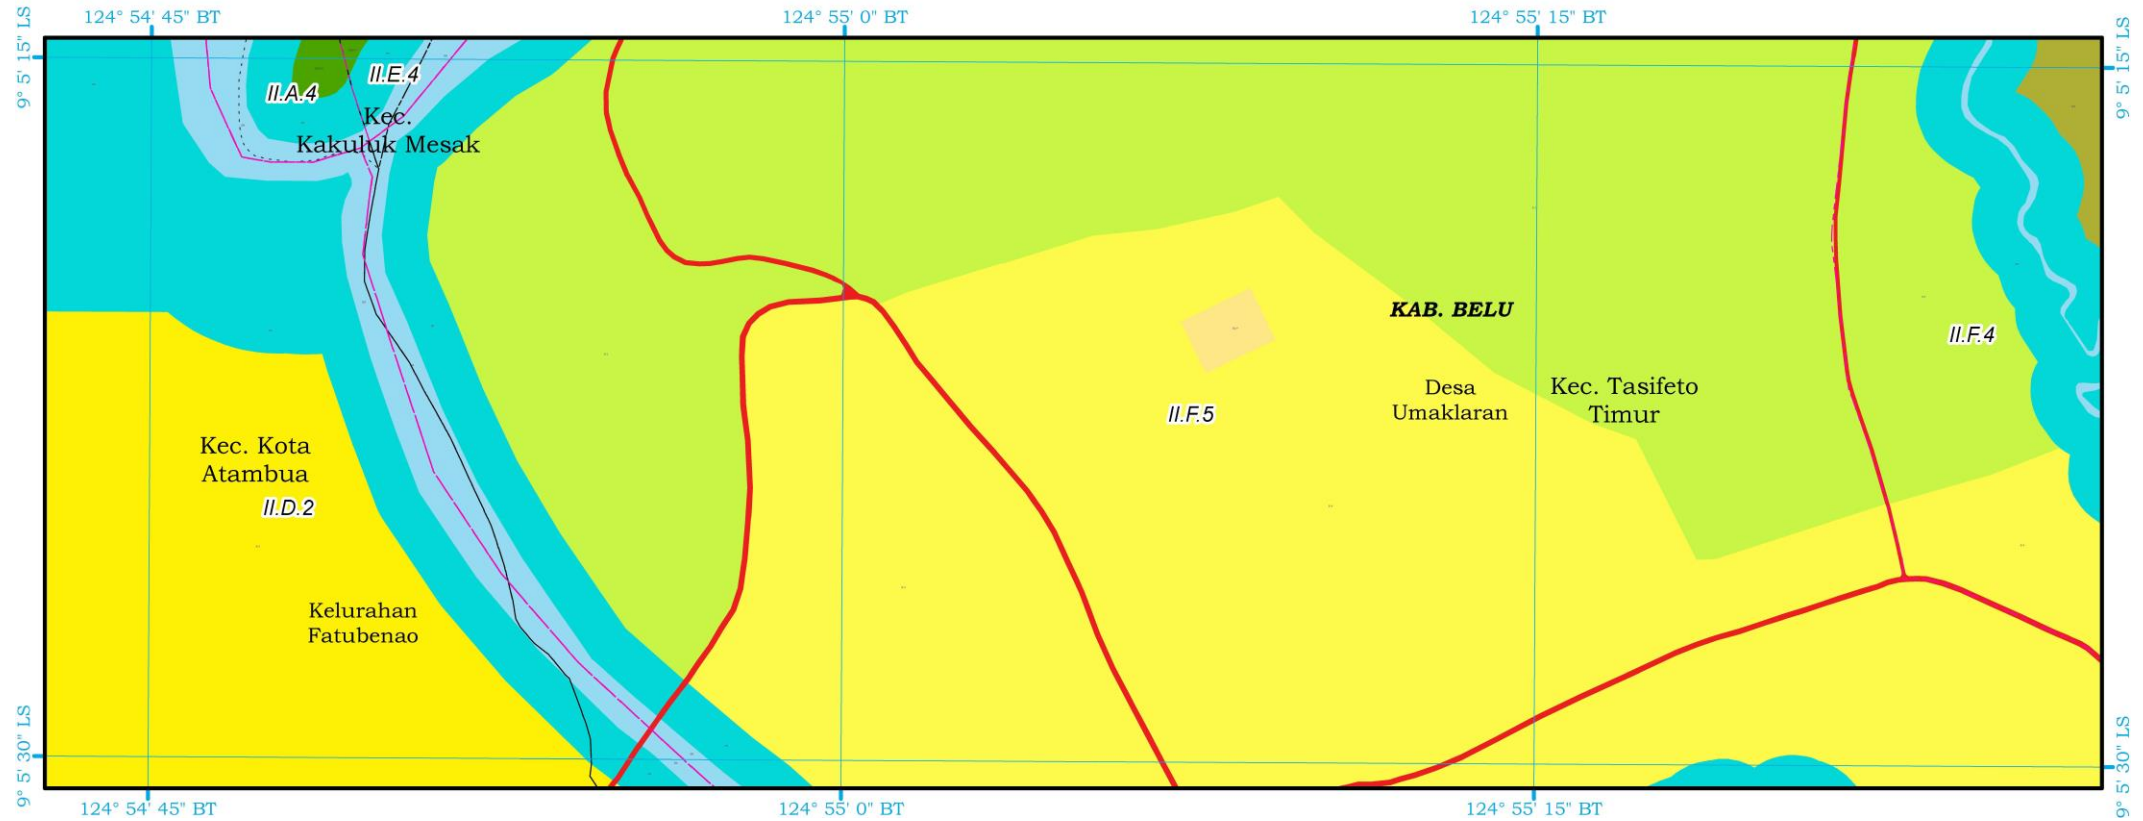 124° 54' 45" BT
124° 55' 0" BT
124° 55' 15" BT
9° 5' 15" LS
9° 5' 15" LS
II.E.4
II.A.4
Kec.
Kakuluk Mesak
KAB. BELU
II.F.4
Desa
Umaklaran
Kec. Tasifeto
Timur
II.F.5
Kec. Kota
Atambua
II.D.2
Kelurahan
Fatubenao
9° 5' 30" LS
9° 5' 30" LS
124° 54' 45" BT
124° 55' 0" BT
124° 55' 15" BT